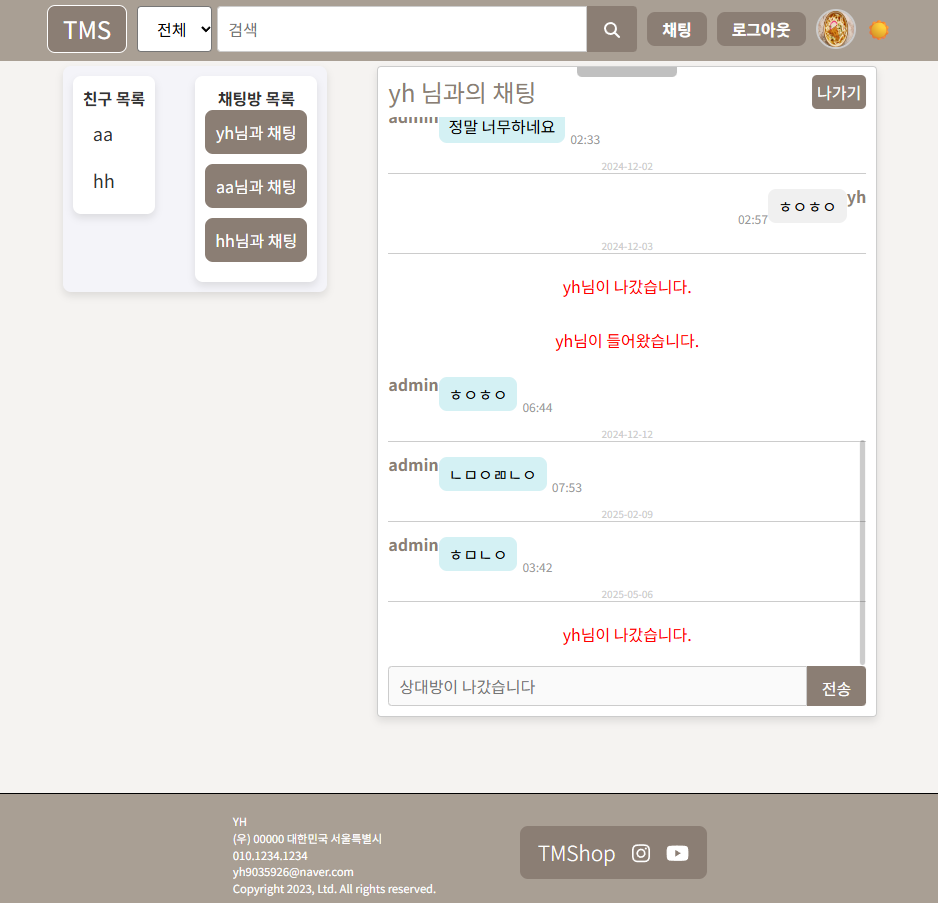 TMS 전체 검색 채팅 로그아웃
친구 목록
aa
hh
채팅방 목록
yh님과 채팅
aa님과 채팅
hh님과 채팅
yh 님과의 채팅 나가기
admin 정말 너무하네요 02:33
2024-12-02
02:57 ㅎㅇㅎㅇ yh
2024-12-03
yh님이 나갔습니다.
yh님이 들어왔습니다.
admin ㅎㅇㅎㅇ 06:44
2024-12-12
admin ㄴㅁㅇㄻㄴㅇ 07:53
2025-02-09
admin ㅎㅁㄴㅇ 03:42
2025-05-06
yh님이 나갔습니다.
상대방이 나갔습니다 전송
YH
(우) 00000 대한민국 서울특별시
010.1234.1234
yh9035926@naver.com
Copyright 2023, Ltd. All rights reserved.
TMShop